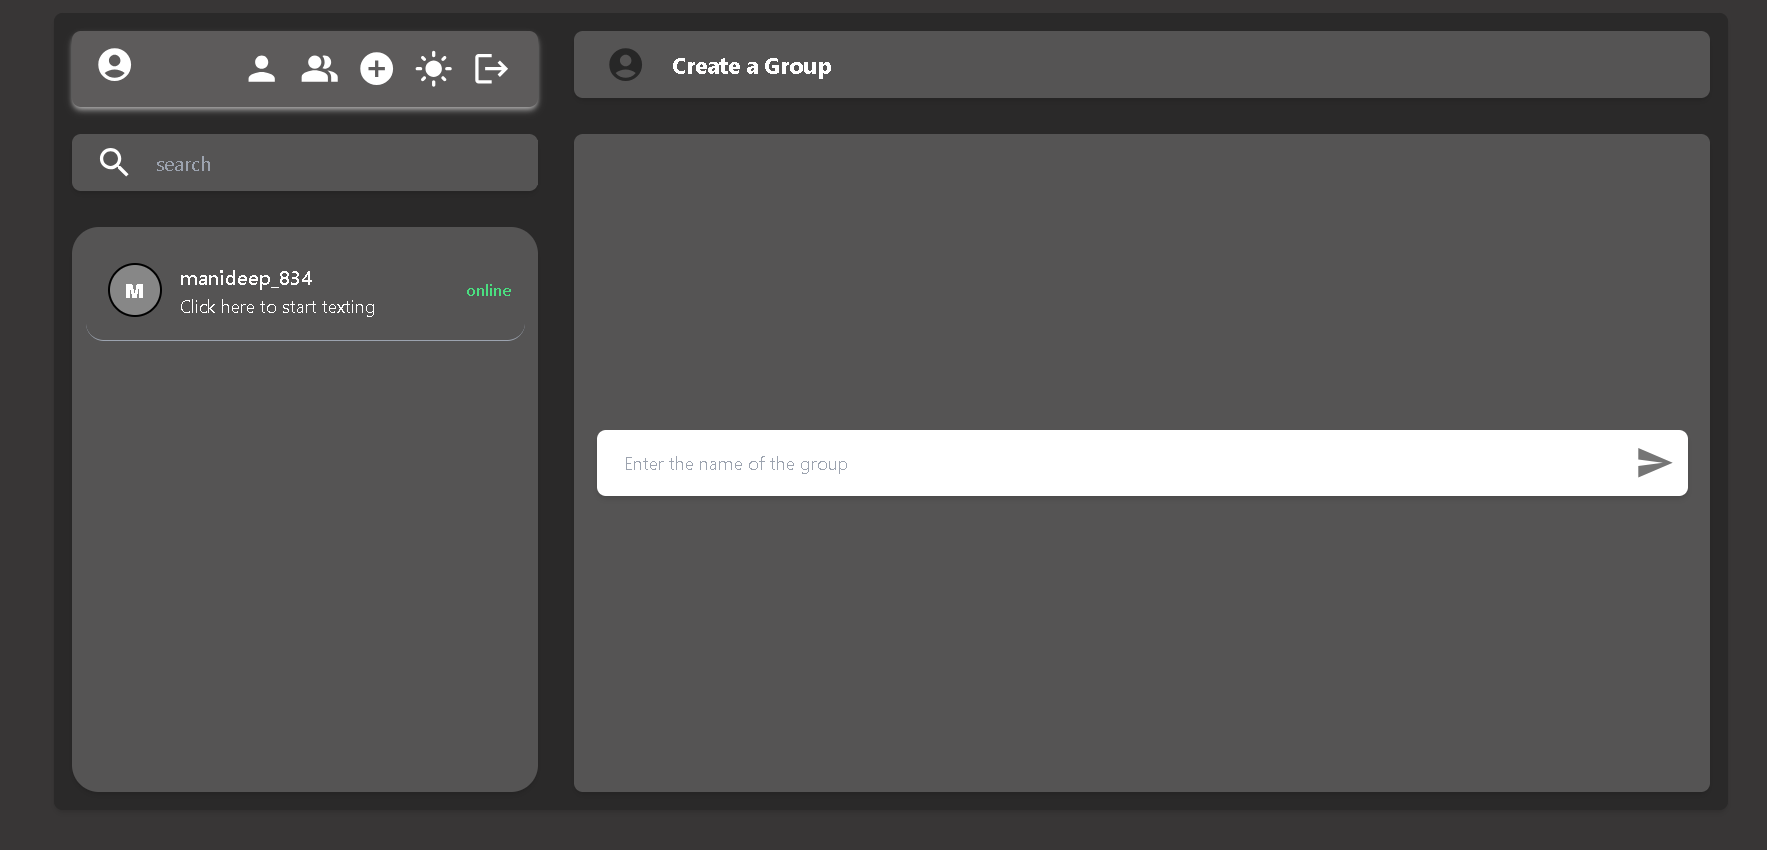 Create a Group
search
M
manideep_834
Click here to start texting
online
Enter the name of the group